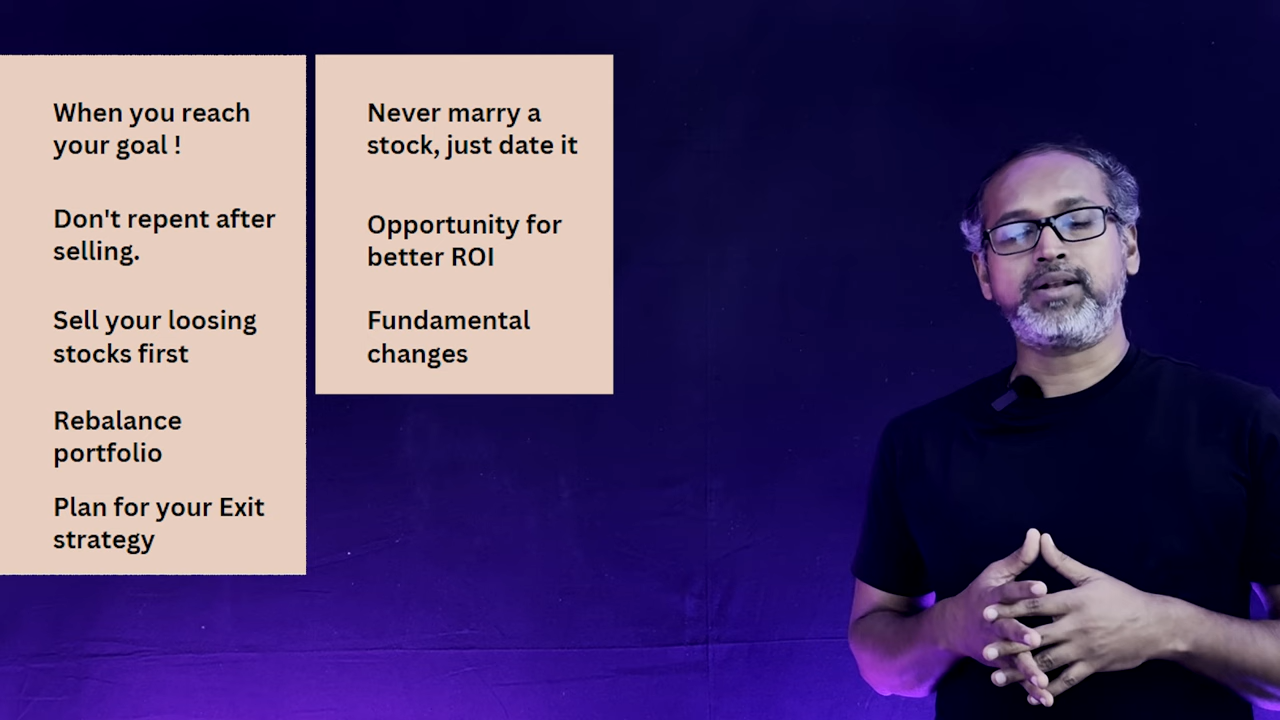 When you reach
your goal !
Don't repent after
selling.
Sell your loosing
stocks first
Rebalance
portfolio
Plan for your Exit
strategy
Never marry a
stock, just date it
Opportunity for
better ROI
Fundamental
changes